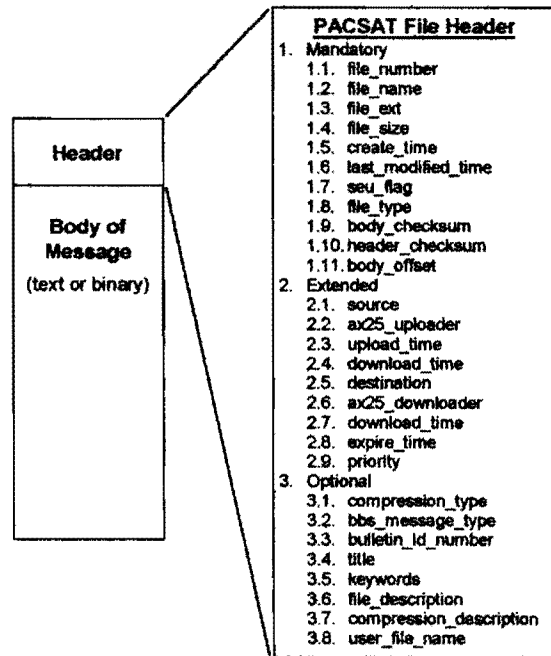 Header
Body of
Message
(text or binary)
PACSAT File Header
1. Mandatory
1.1. file_number
1.2. file_name
1.3. file_ext
1.4. file_size
1.5. create_time
1.6. last_modified_time
1.7. seu_flag
1.8. file_type
1.9. body_checksum
1.10. header_checksum
1.11. body_offset
2. Extended
2.1. source
2.2. ax25_uploader
2.3. upload_time
2.4. download_time
2.5. destination
2.6. ax25_downloader
2.7. download_time
2.8. expire_time
2.9. priority
3. Optional
3.1. compression_type
3.2. bbs_message_type
3.3. bulletin_id_number
3.4. title
3.5. keywords
3.6. file_description
3.7. compression_description
3.8. user_file_name